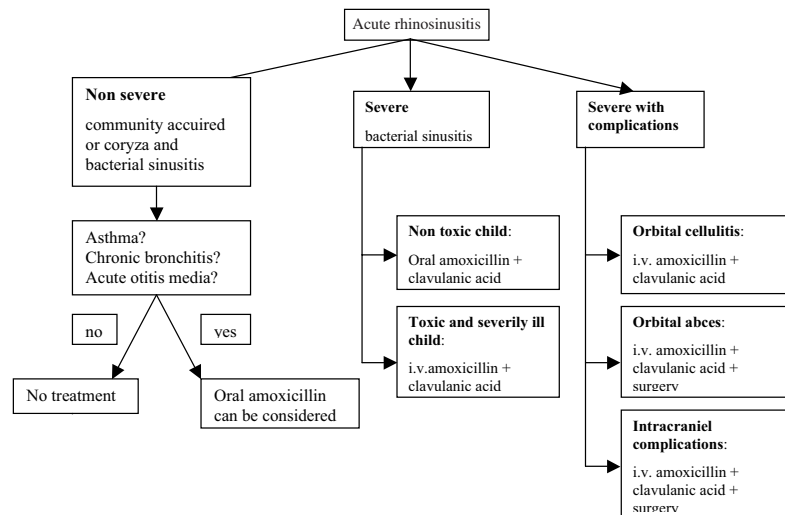 Acute rhinosinusitis
Non severe
community accuired
or coryza and
bacterial sinusitis
Asthma?
Chronic bronchitis?
Acute otitis media?
no
yes
No treatment
Oral amoxicillin
can be considered
Severe
bacterial sinusitis
Non toxic child:
Oral amoxicillin +
clavulanic acid
Toxic and severily ill
child:
i.v.amoxicillin +
clavulanic acid
Severe with
complications
Orbital cellulitis:
i.v. amoxicillin +
clavulanic acid
Orbital abces:
i.v. amoxicillin +
clavulanic acid +
surgery
Intracraniel
complications:
i.v. amoxicillin +
clavulanic acid +
surgery